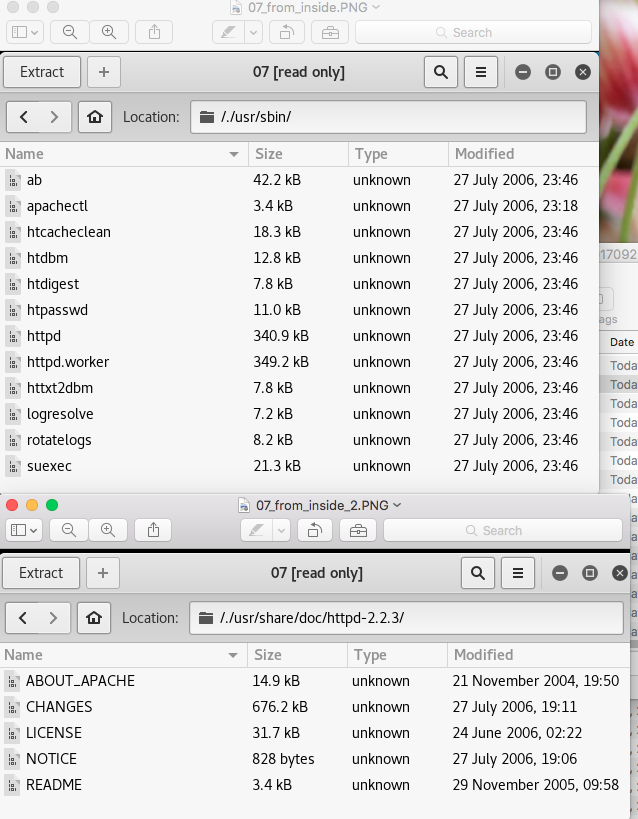 07_from_inside.PNG
Search
Extract + 07 [read only]
Location: /./usr/sbin/
Name Size Type Modified
ab 42.2 kB unknown 27 July 2006, 23:46
apachectl 3.4 kB unknown 27 July 2006, 23:18
htcacheclean 18.3 kB unknown 27 July 2006, 23:46
htdbm 12.8 kB unknown 27 July 2006, 23:46
htdigest 7.8 kB unknown 27 July 2006, 23:46
htpasswd 11.0 kB unknown 27 July 2006, 23:46
httpd 340.9 kB unknown 27 July 2006, 23:46
httpd.worker 349.2 kB unknown 27 July 2006, 23:46
httxt2dbm 7.8 kB unknown 27 July 2006, 23:46
logresolve 7.2 kB unknown 27 July 2006, 23:46
rotatelogs 8.2 kB unknown 27 July 2006, 23:46
suexec 21.3 kB unknown 27 July 2006, 23:46
17092
ags
Date
Toda
Toda
Toda
Toda
Toda
Toda
Toda
07_from_inside_2.PNG
Search
Extract + 07 [read only]
Location: /./usr/share/doc/httpd-2.2.3/
Name Size Type Modified
ABOUT_APACHE 14.9 kB unknown 21 November 2004, 19:50
CHANGES 676.2 kB unknown 27 July 2006, 19:11
LICENSE 31.7 kB unknown 24 June 2006, 02:22
NOTICE 828 bytes unknown 27 July 2006, 19:06
README 3.4 kB unknown 29 November 2005, 09:58